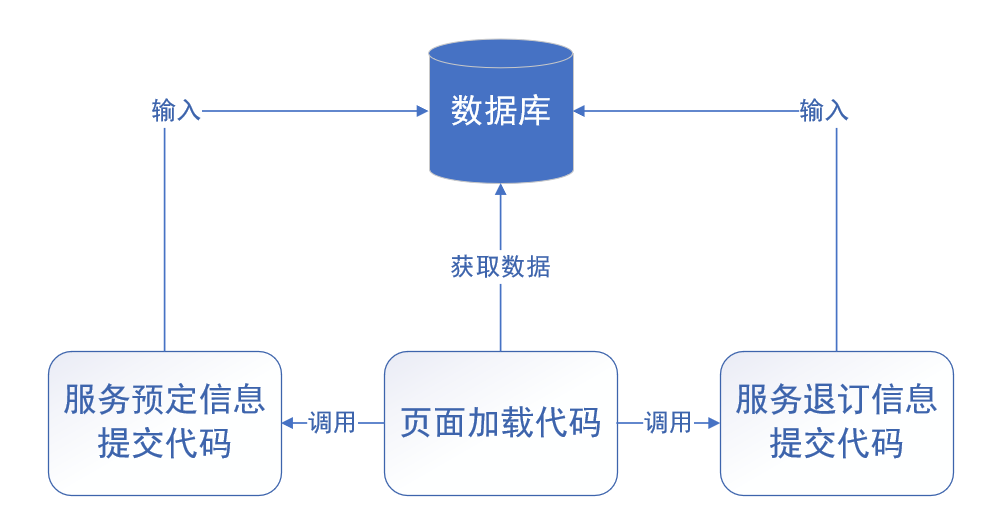 输入
数据库
输入
获取数据
服务预定信息
提交代码
调用
页面加载代码
调用
服务退订信息
提交代码